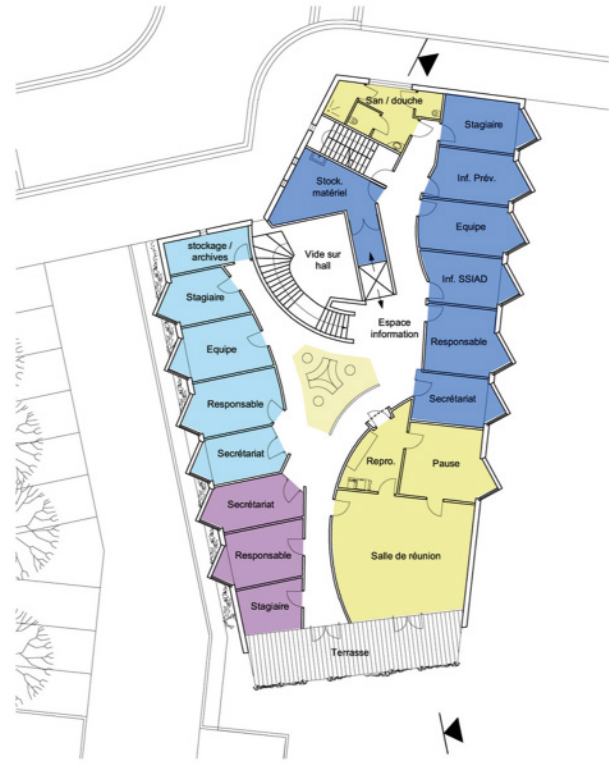 San / douche
Stagiaire
Inf. Prév.
Stock.
matériel
Equipe
stockage /
archives
Vide sur
hall
Inf. SSIAD
Stagiaire
Espace
information
Equipe
Responsable
Responsable
Secrétariat
Secrétariat
Repro.
Pause
Secrétariat
Responsable
Salle de réunion
Stagiaire
Terrasse